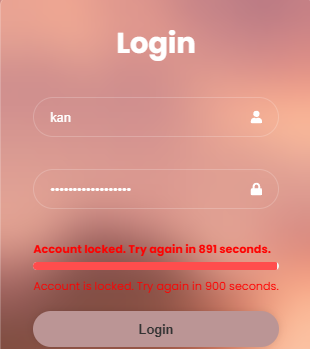 Login
kan
Account locked. Try again in 891 seconds.
Account is locked. Try again in 900 seconds.
Login